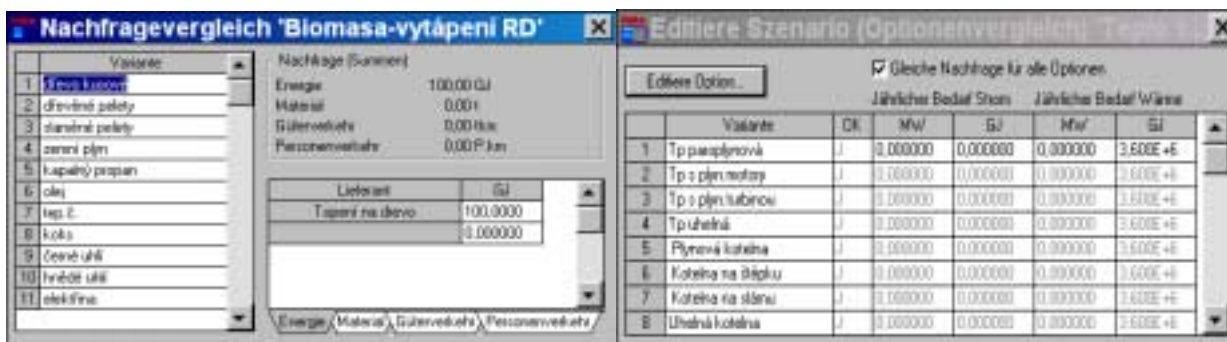 Nachfragevergleich 'Biomasa-vytápení RD'
Variante
1 dřevo kusové
2 dřevěné pelety
3 slaměné pelety
4 zemní plyn
5 kapalný propan
6 olej
7 tep.č.
8 koks
9 černé uhlí
10 hnědé uhlí
11 elektřina
Nachfrage (Summen)
Energie 100,00 GJ
Material 0,00 t
Güterverkehr 0,00 tkm
Personenverkehr 0,00 P.km
Lieferant GJ
Topení na dřevo 100,0000
0,000000
Energie Material Güterverkehr Personenverkehr
Editiere Szenario (Optionenvergleich)
Editiere Option...
Gleiche Nachfrage für alle Optionen
Jährlicher Bedarf Strom Jährlicher Bedarf Wärme
Variante OK MW GJ MW GJ
1 Tp paroplynová J 0,000000 0,000000 0,000000 3,600E+6
2 Tp s plyn.motory J 0,000000 0,000000 0,000000 3,600E+6
3 Tp s plyn.turbínou J 0,000000 0,000000 0,000000 3,600E+6
4 Tp uhelná J 0,000000 0,000000 0,000000 3,600E+6
5 Plynová kotelna J 0,000000 0,000000 0,000000 3,600E+6
6 Kotelna na štěpku J 0,000000 0,000000 0,000000 3,600E+6
7 Kotelna na slámu J 0,000000 0,000000 0,000000 3,600E+6
8 Uhelná kotelna J 0,000000 0,000000 0,000000 3,600E+6